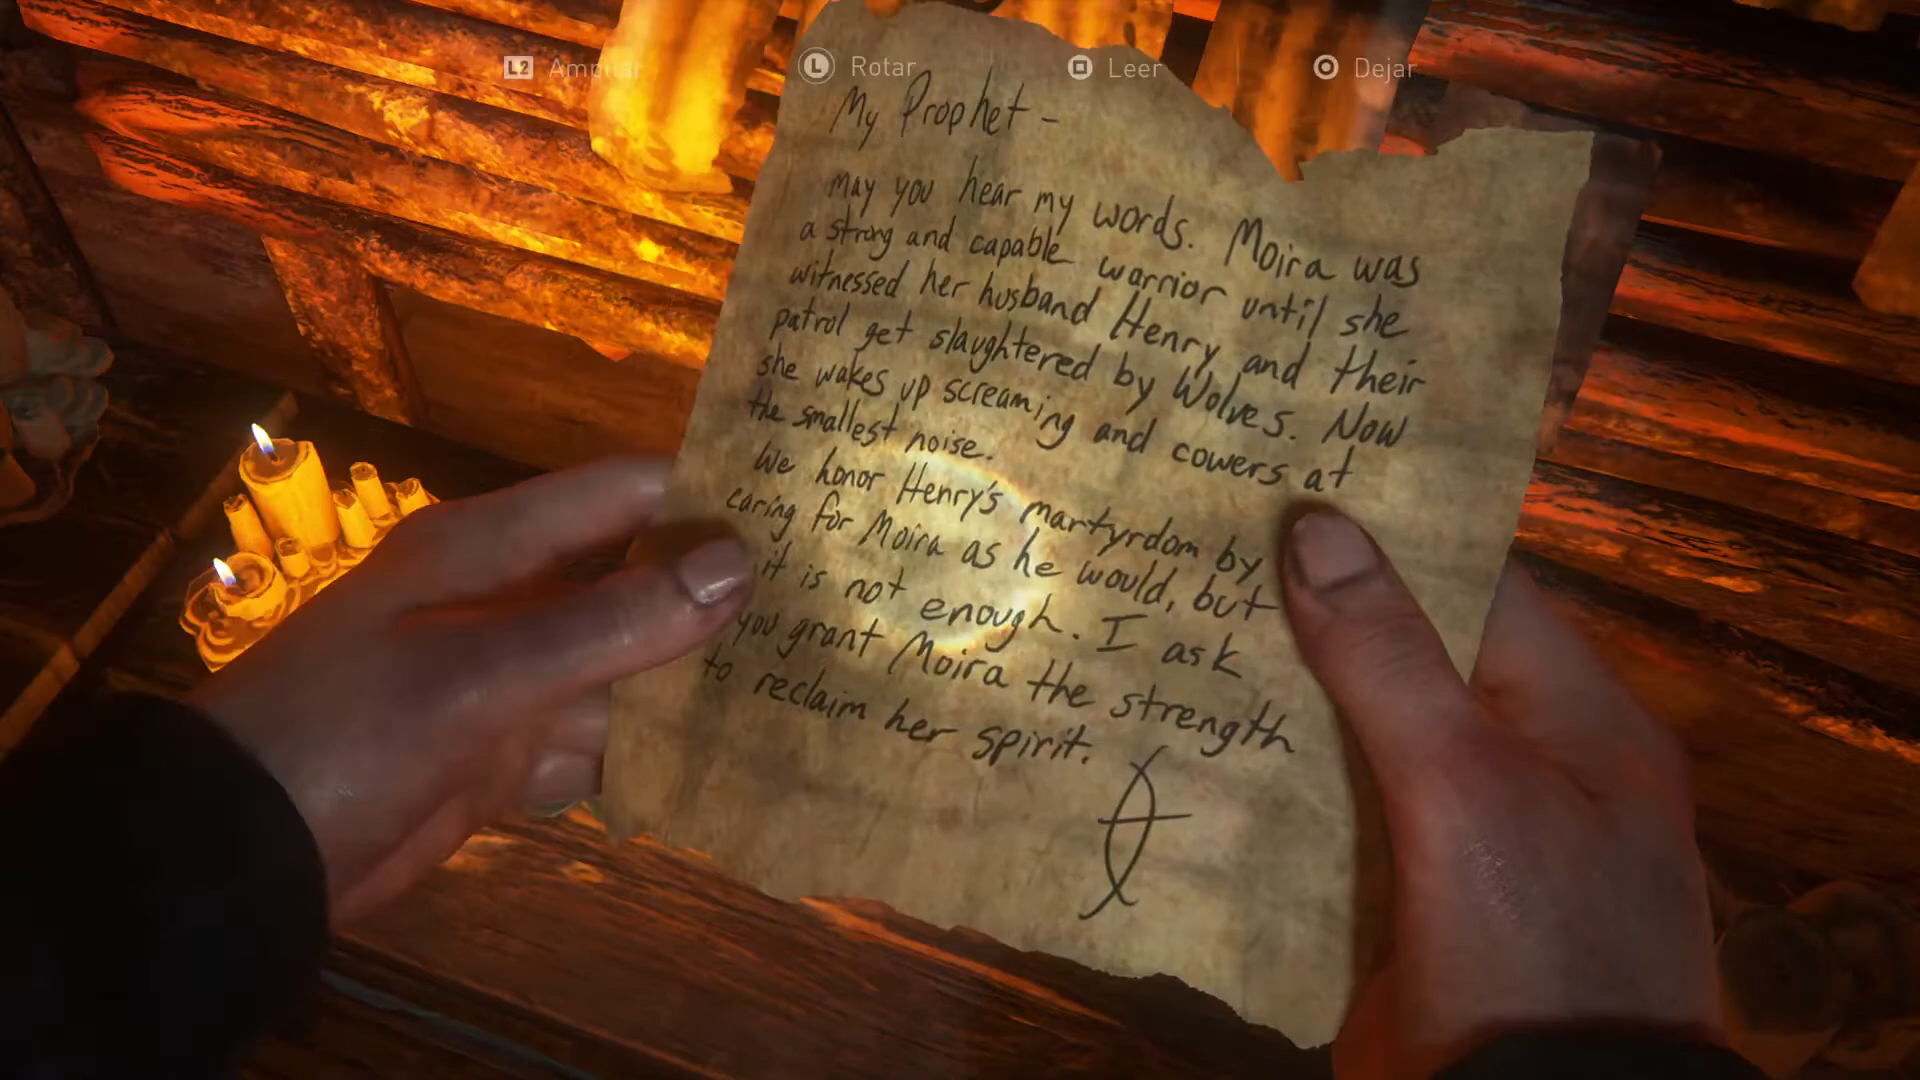 L2 Ampliar L Rotar Leer Dejar
My Prophet -
May you hear my words. Moira was
a strong and capable warrior until she
witnessed her husband Henry and their
patrol get slaughtered by Wolves. Now
she wakes up screaming and cowers at
the smallest noise.
We honor Henry's martyrdom by
caring for Moira as he would, but
it is not enough. I ask
you grant Moira the strength
to reclaim her spirit.